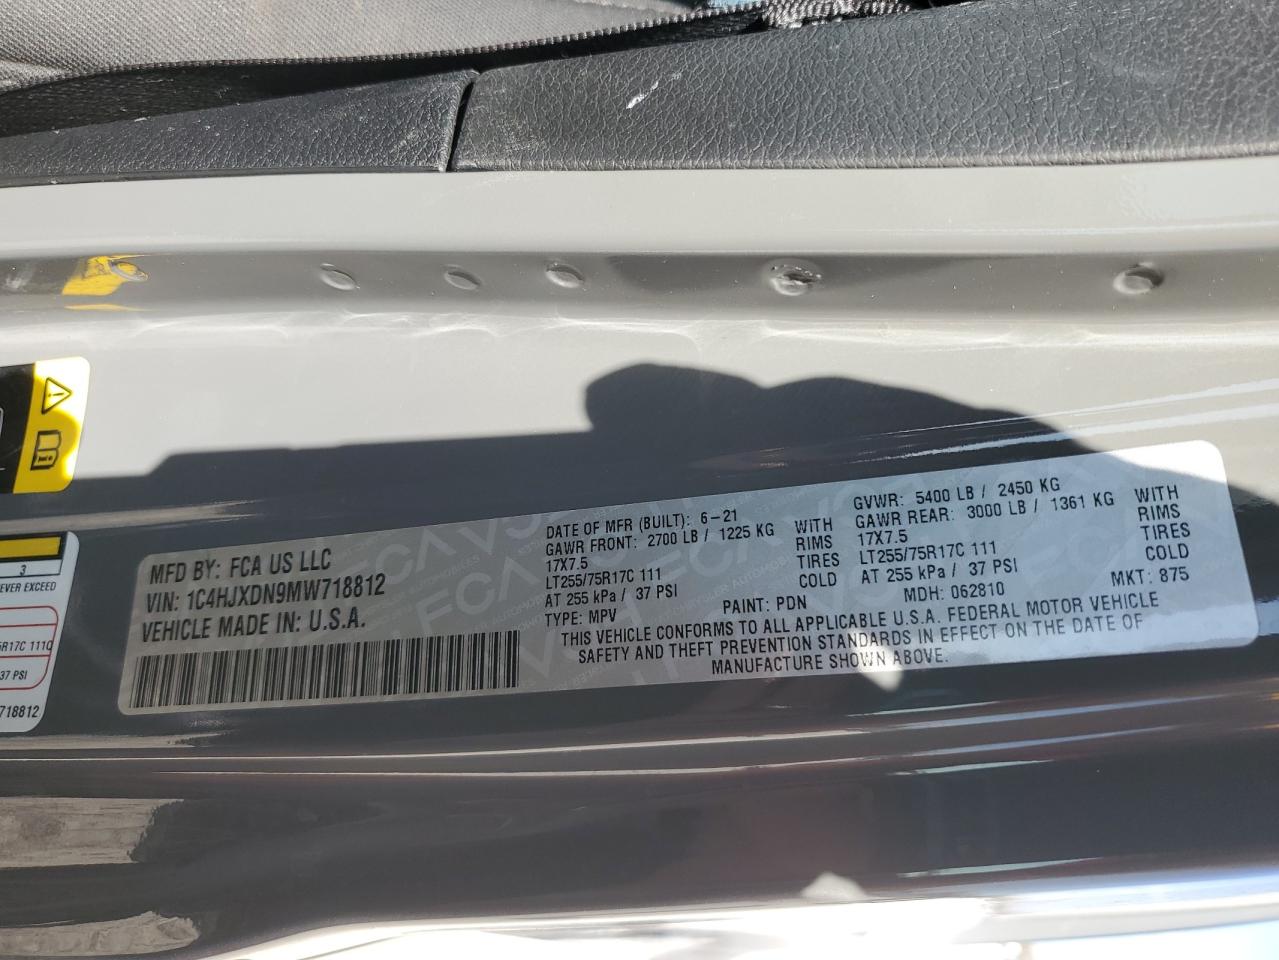 MFD BY: FCA US LLC
VIN: 1C4HJXDN9MW718812
VEHICLE MADE IN: U.S.A.
DATE OF MFR (BUILT): 6-21
GAWR FRONT: 2700 LB / 1225 KG WITH
17X7.5 RIMS
LT255/75R17C 111 TIRES
AT 255 kPa / 37 PSI COLD
TYPE: MPV PAINT: PDN
GVWR: 5400 LB / 2450 KG
GAWR REAR: 3000 LB / 1361 KG WITH
17X7.5 RIMS
LT255/75R17C 111 TIRES
AT 255 kPa / 37 PSI COLD
MDH: 062810 MKT: 875
THIS VEHICLE CONFORMS TO ALL APPLICABLE U.S.A. FEDERAL MOTOR VEHICLE
SAFETY AND THEFT PREVENTION STANDARDS IN EFFECT ON THE DATE OF
MANUFACTURE SHOWN ABOVE.
3
EVER EXCEED
5R17C 111Q
37 PSI
718812